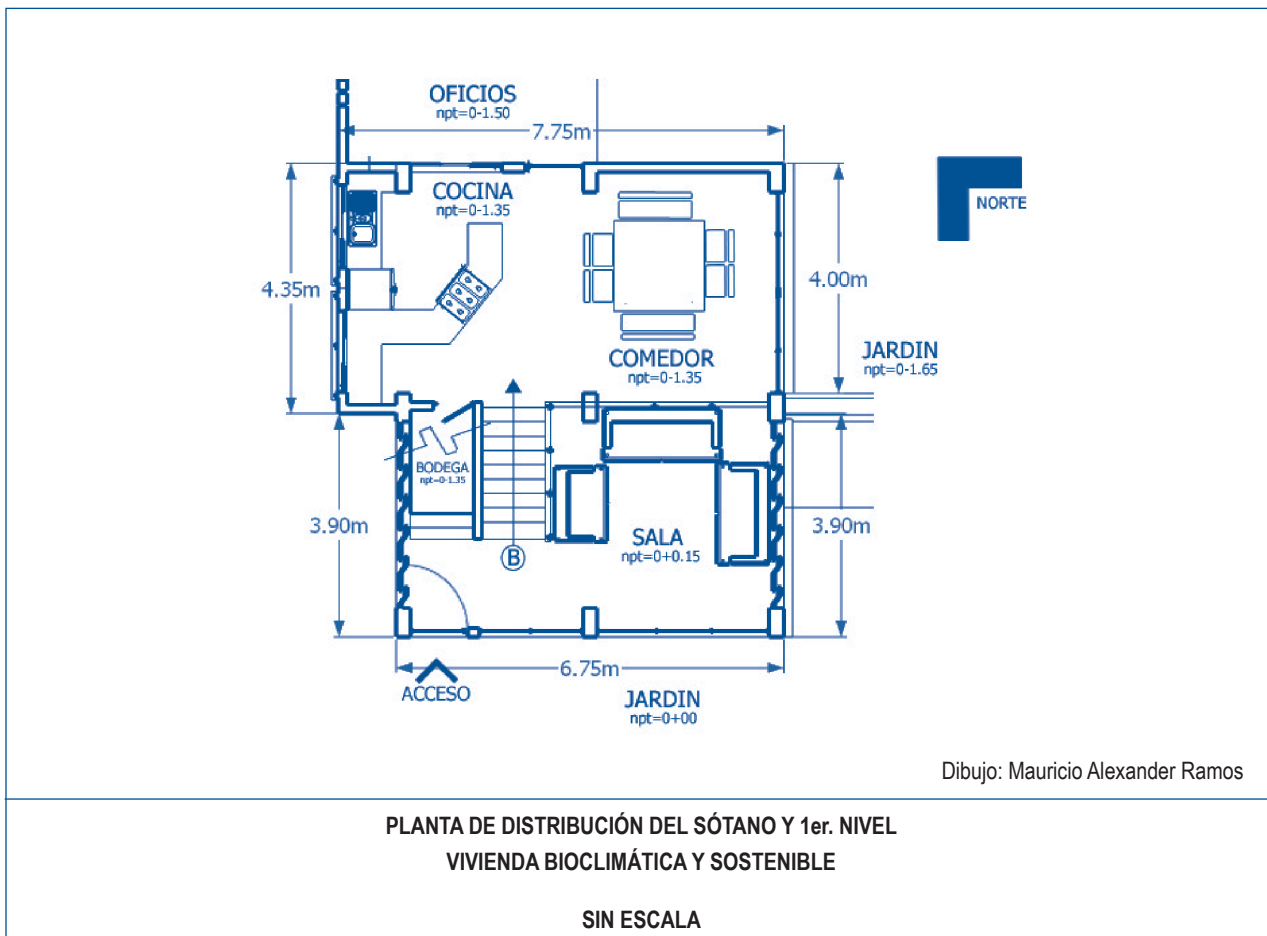 OFICIOS
npt=0-1.50
7.75m
COCINA
npt=0-1.35
NORTE
4.35m
4.00m
COMEDOR
npt=0-1.35
JARDIN
npt=0-1.65
BODEGA
npt=0-1.35
3.90m
SALA
npt=0+0.15
3.90m
B
6.75m
ACCESO
JARDIN
npt=0+00
Dibujo: Mauricio Alexander Ramos
PLANTA DE DISTRIBUCIÓN DEL SÓTANO Y 1er. NIVEL
VIVIENDA BIOCLIMÁTICA Y SOSTENIBLE
SIN ESCALA